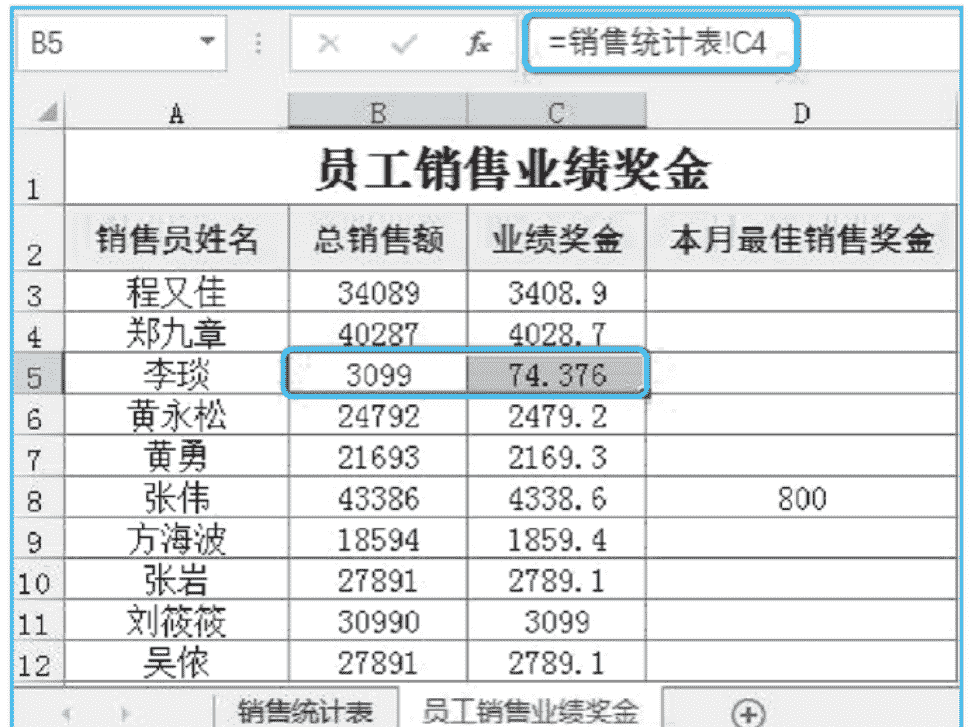 B5 fx =销售统计表!C4
A B C D
1 员工销售业绩奖金
2 销售员姓名 总销售额 业绩奖金 本月最佳销售奖金
3 程又佳 34089 3408.9
4 郑九章 40287 4028.7
5 李琰 3099 74.376
6 黄永松 24792 2479.2
7 黄勇 21693 2169.3
8 张伟 43386 4338.6 800
9 方海波 18594 1859.4
10 张岩 27891 2789.1
11 刘筱筱 30990 3099
12 吴侬 27891 2789.1
销售统计表 员工销售业绩奖金